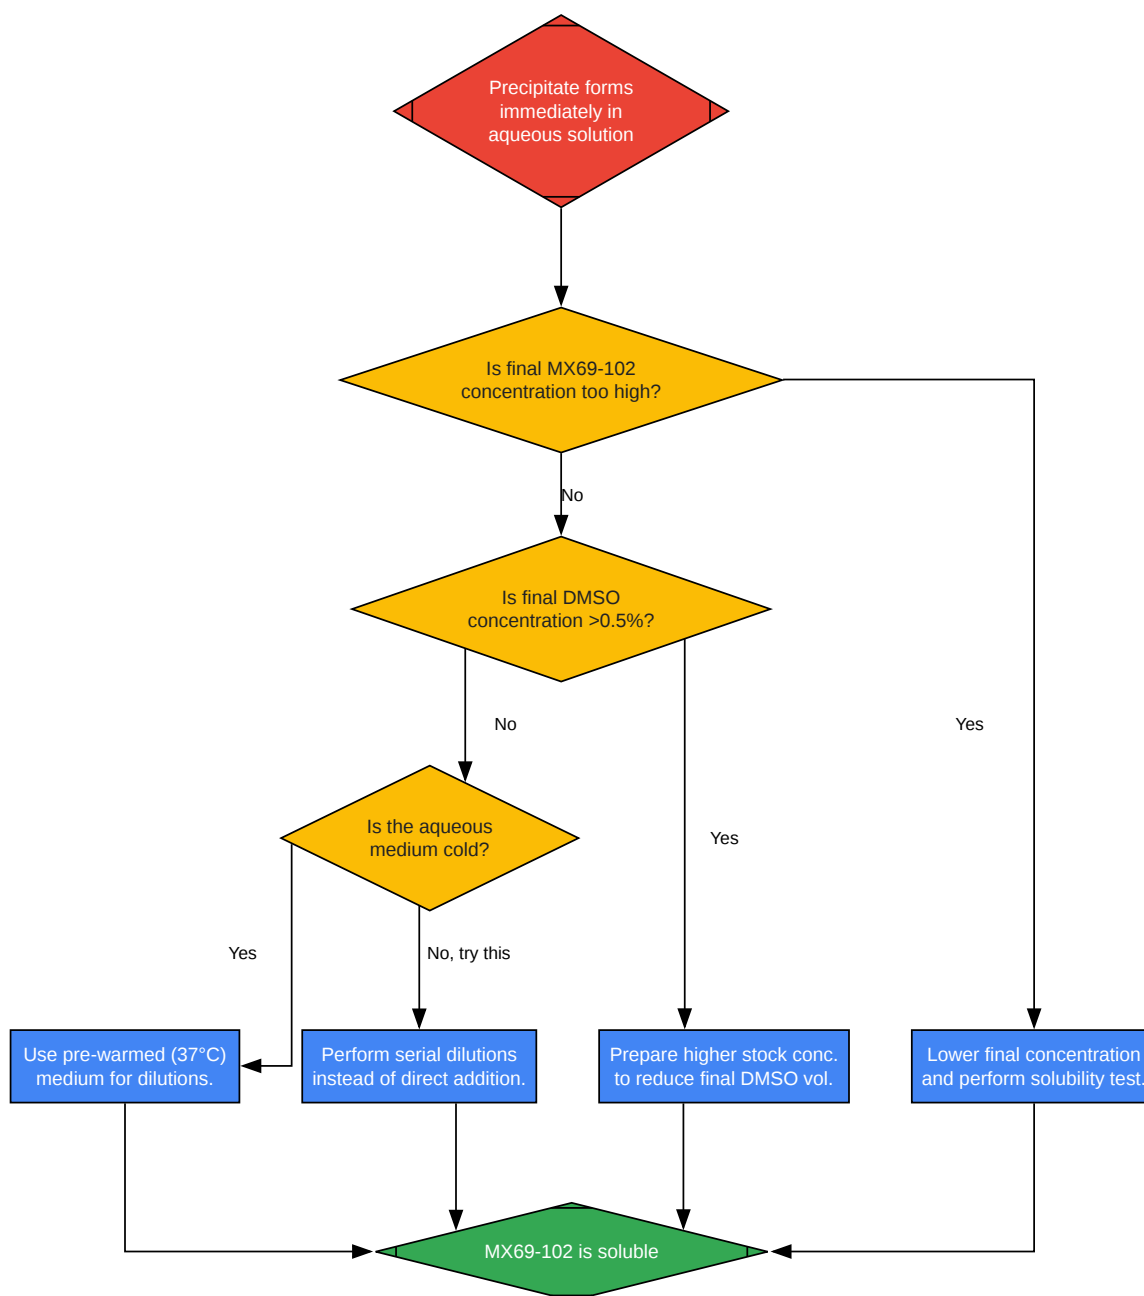 Precipitate forms
immediately in
aqueous solution
Is final MX69-102
concentration too high?
No
Is final DMSO
concentration >0.5%?
No
Yes
Is the aqueous
medium cold?
Yes
Yes
No, try this
Use pre-warmed (37°C)
medium for dilutions.
Perform serial dilutions
instead of direct addition.
Prepare higher stock conc.
to reduce final DMSO vol.
Lower final concentration
and perform solubility test.
MX69-102 is soluble